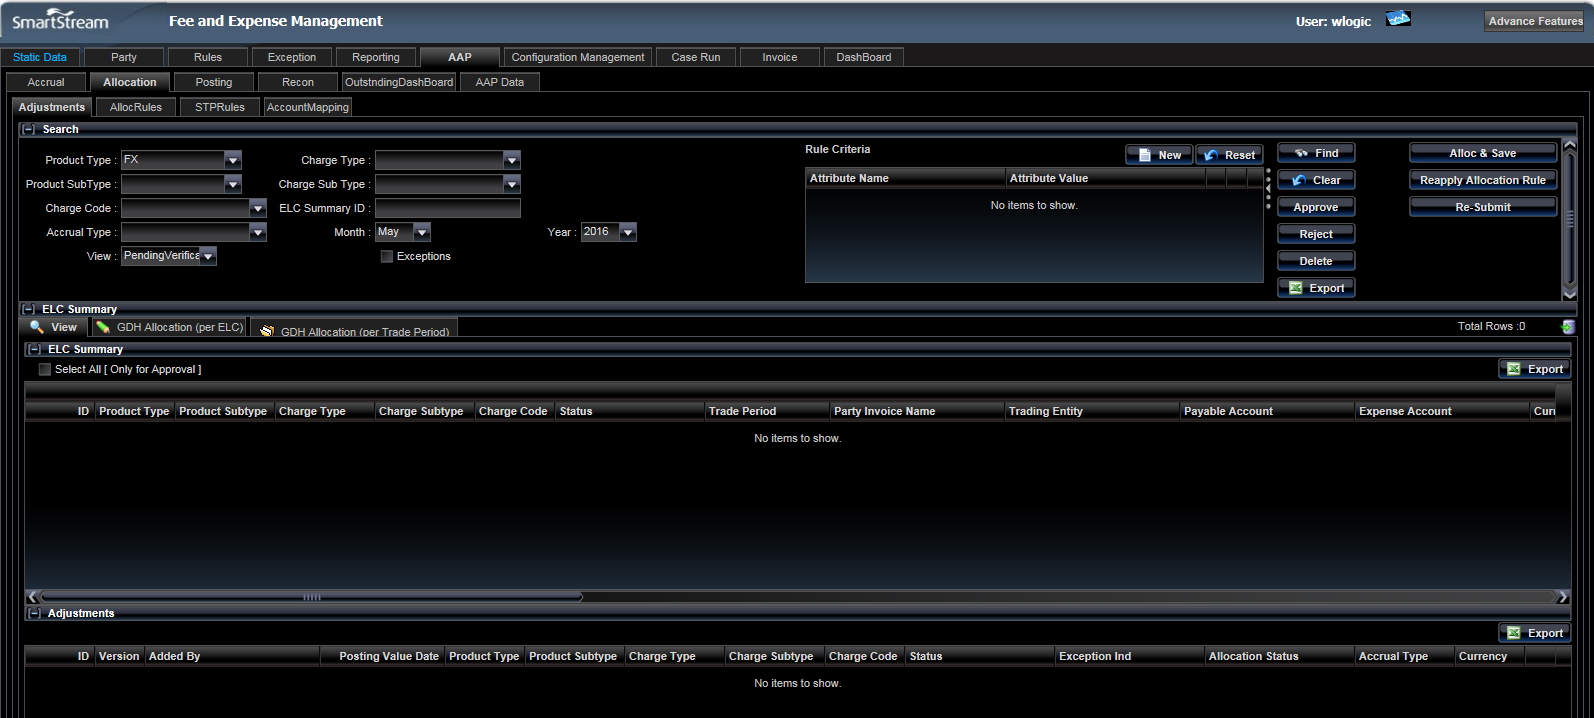 SmartStream Fee and Expense Management User: wlogic Advance Features
Static Data Party Rules Exception Reporting AAP Configuration Management Case Run Invoice DashBoard
Accrual Allocation Posting Recon OutstndingDashBoard AAP Data
Adjustments AllocRules STPRules AccountMapping
[-] Search
Product Type : FX Charge Type :
Product SubType : Charge Sub Type :
Charge Code : ELC Summary ID :
Accrual Type : Month : May Year : 2016
View : PendingVerifica Exceptions
Rule Criteria New Reset
Attribute Name Attribute Value
No items to show.
Find
Clear
Approve
Reject
Delete
Export
Alloc & Save
Reapply Allocation Rule
Re-Submit
[-] ELC Summary
View GDH Allocation (per ELC) GDH Allocation (per Trade Period) Total Rows :0
[-] ELC Summary
Select All [ Only for Approval ] Export
ID Product Type Product Subtype Charge Type Charge Subtype Charge Code Status Trade Period Party Invoice Name Trading Entity Payable Account Expense Account Curr
No items to show.
[-] Adjustments
Export
ID Version Added By Posting Value Date Product Type Product Subtype Charge Type Charge Subtype Charge Code Status Exception Ind Allocation Status Accrual Type Currency
No items to show.